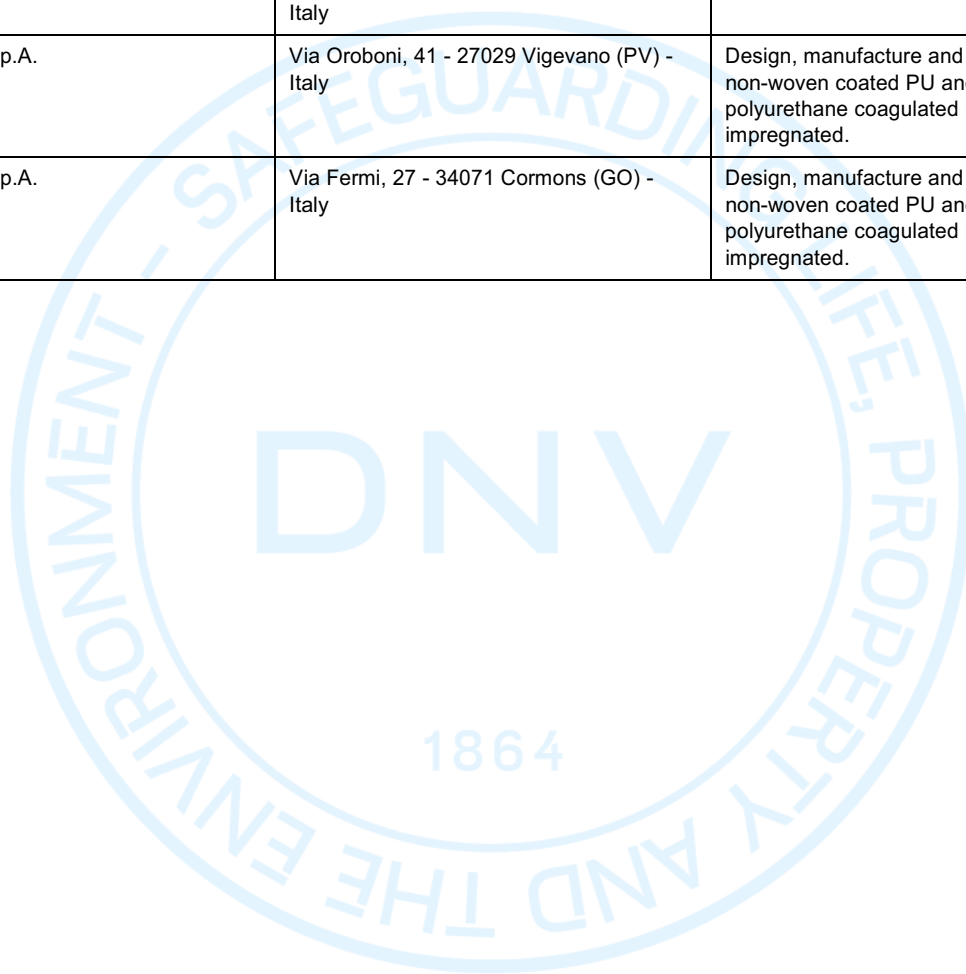 Italy
p.A.
Via Oroboni, 41 - 27029 Vigevano (PV) -
Italy
Design, manufacture and
non-woven coated PU an
polyurethane coagulated
impregnated.
p.A.
Via Fermi, 27 - 34071 Cormons (GO) -
Italy
Design, manufacture and
non-woven coated PU an
polyurethane coagulated
impregnated.
SAFEGUARDING LIFE, PROPERTY AND THE ENVIRONMENT –
DNV
1864